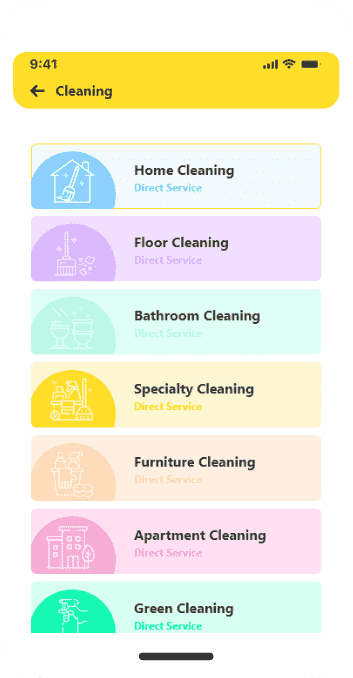 9:41
Cleaning
Home Cleaning
Direct Service
Floor Cleaning
Direct Service
Bathroom Cleaning
Direct Service
Specialty Cleaning
Direct Service
Furniture Cleaning
Direct Service
Apartment Cleaning
Direct Service
Green Cleaning
Direct Service